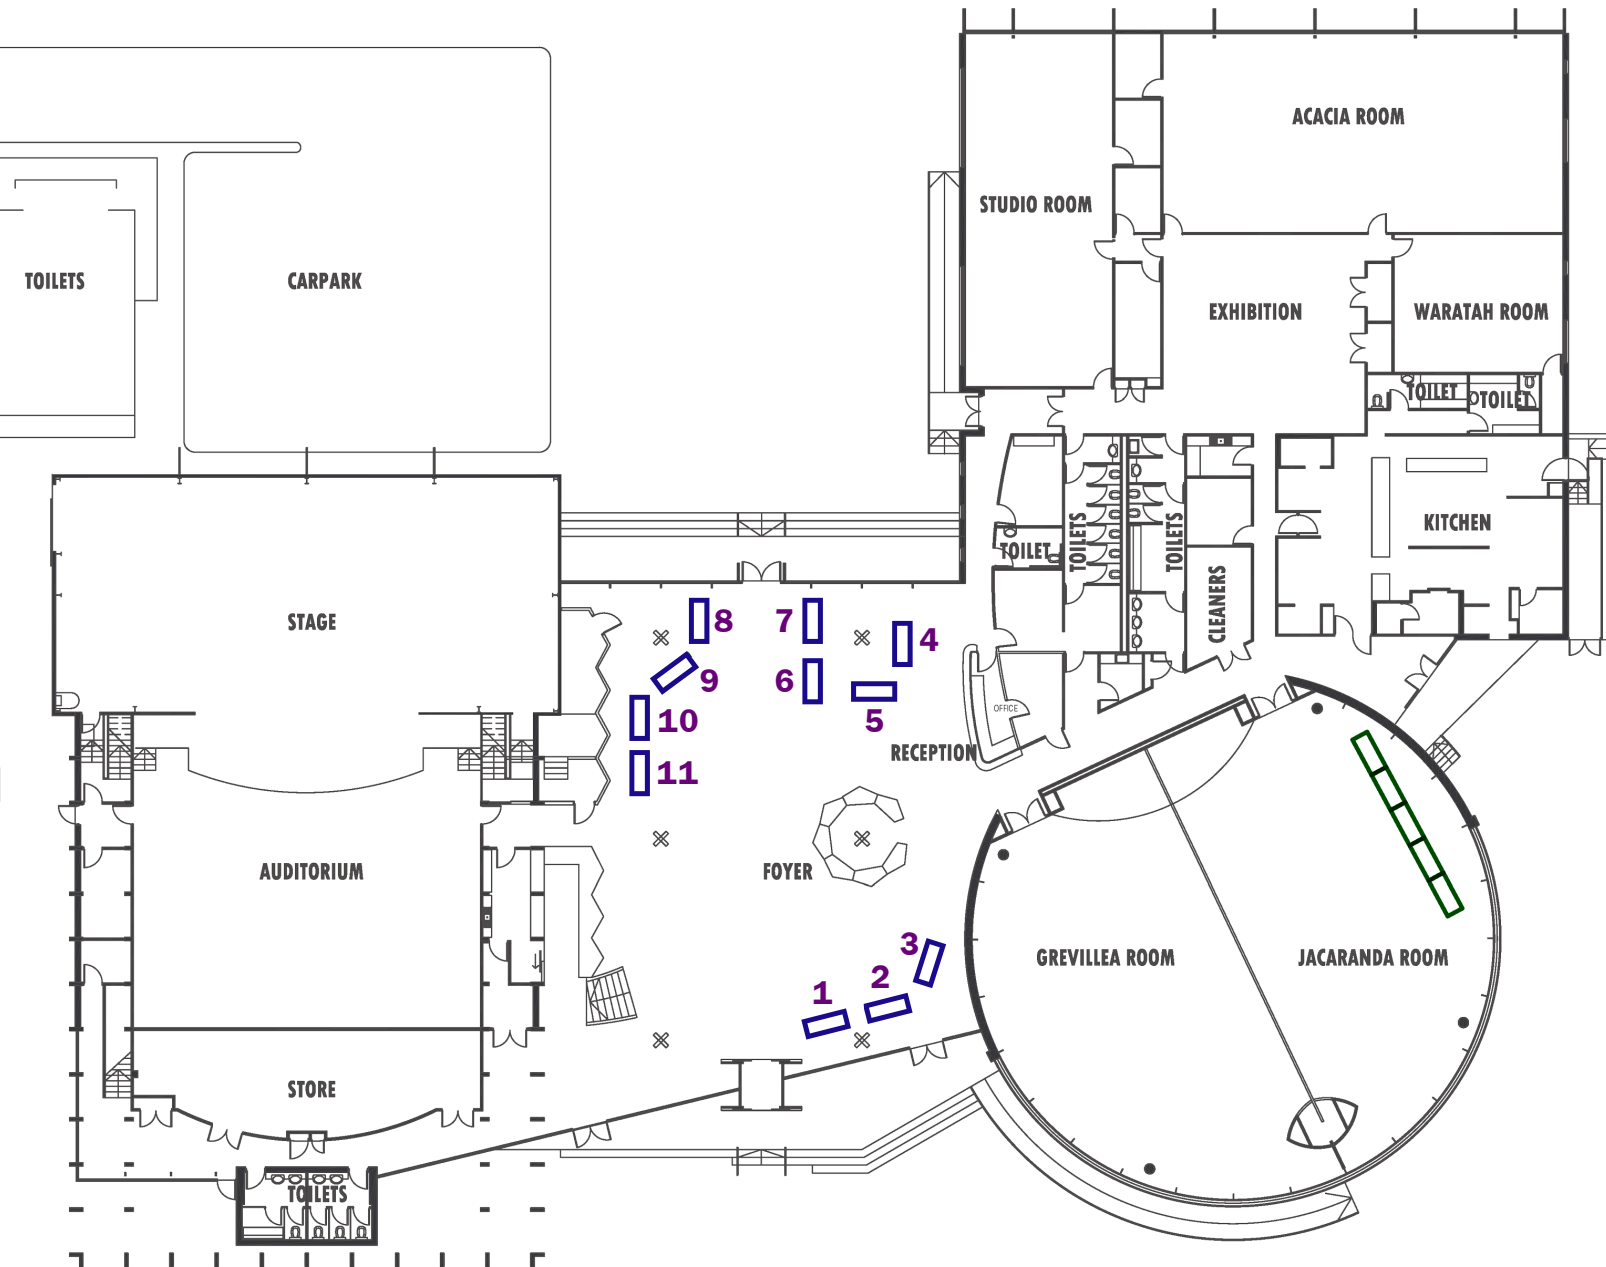 ACACIA ROOM
STUDIO ROOM
TOILETS
CARPARK
EXHIBITION
WARATAH ROOM
TOILET
TOILET
KITCHEN
TOILETS
TOILETS
TOILET
CLEANERS
STAGE
8
7
4
9
6
10
5
OFFICE
RECEPTION
11
AUDITORIUM
FOYER
3
GREVILLEA ROOM
JACARANDA ROOM
2
1
STORE
TOILETS